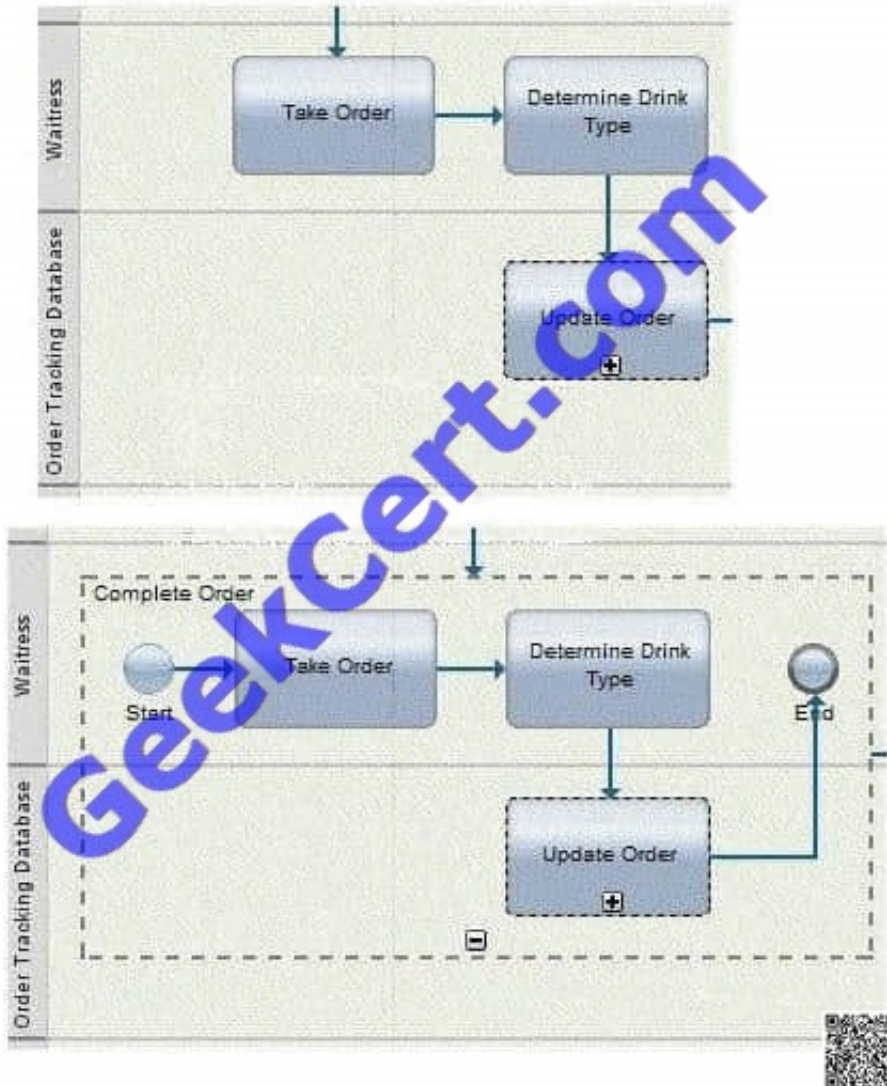 Waitress
Take Order
Determine Drink
Type
Order Tracking Database
Update Order
GeekCert.com
Waitress
Complete Order
Start
Take Order
Determine Drink
Type
End
Order Tracking Database
Update Order